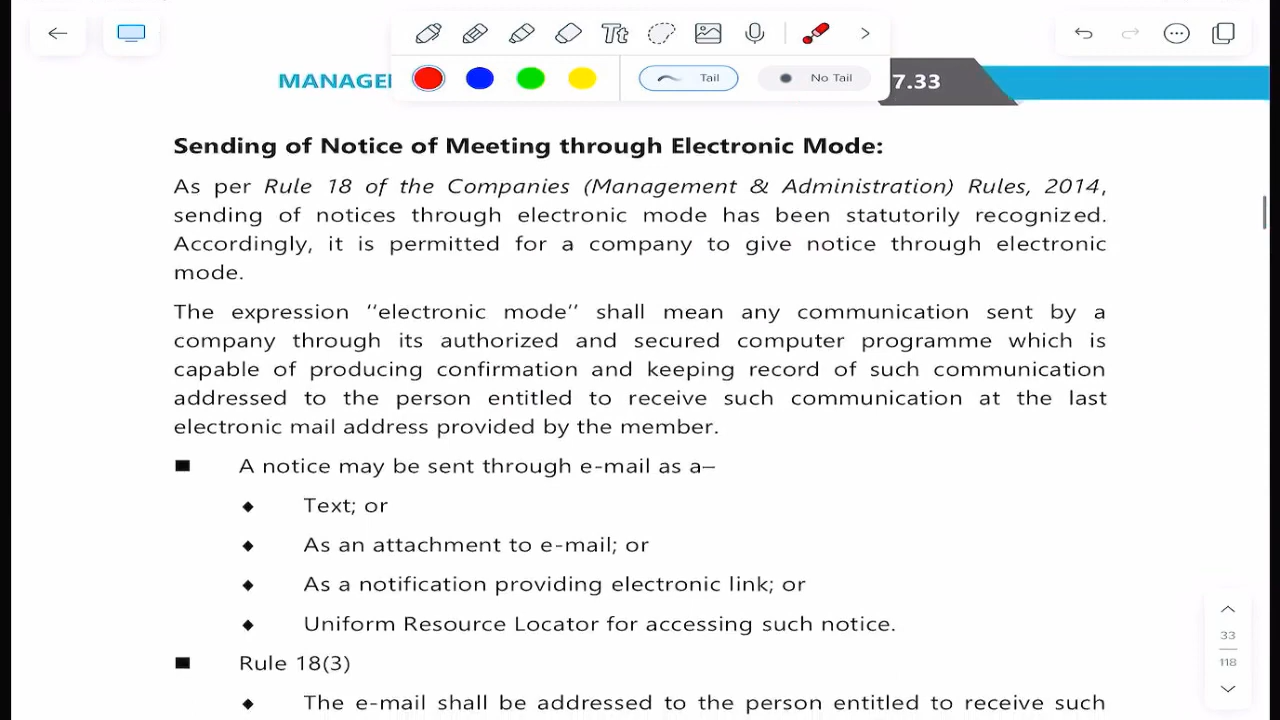 Tt
Tail
No Tail
MANAGE
7.33
Sending of Notice of Meeting through Electronic Mode:
As per Rule 18 of the Companies (Management & Administration) Rules, 2014,
sending of notices through electronic mode has been statutorily recognized.
Accordingly, it is permitted for a company to give notice through electronic
mode.
The expression ‘‘electronic mode’’ shall mean any communication sent by a
company through its authorized and secured computer programme which is
capable of producing confirmation and keeping record of such communication
addressed to the person entitled to receive such communication at the last
electronic mail address provided by the member.
■ A notice may be sent through e-mail as a–
◆ Text; or
◆ As an attachment to e-mail; or
◆ As a notification providing electronic link; or
◆ Uniform Resource Locator for accessing such notice.
■ Rule 18(3)
◆ The e-mail shall be addressed to the person entitled to receive such
33
118